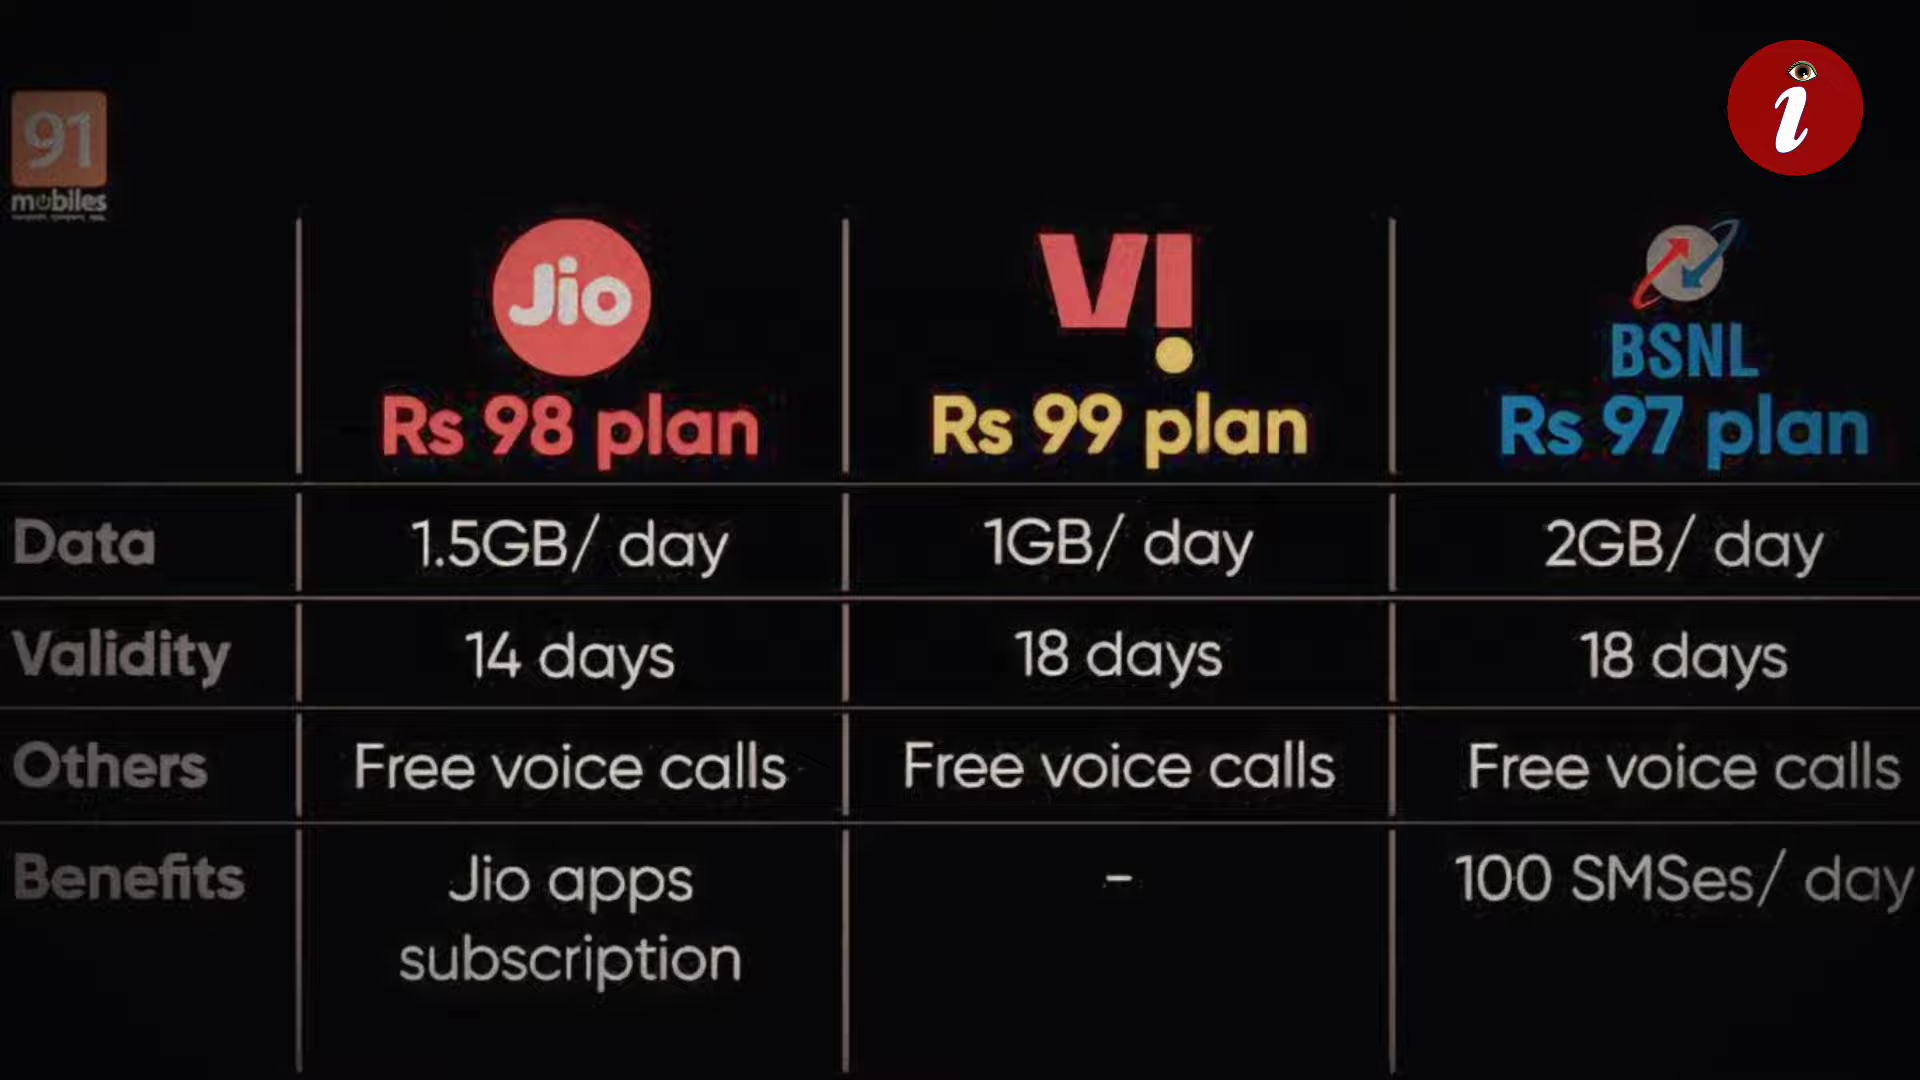 91
mobiles
i
Jio
VI
BSNL
Rs 98 plan
Rs 99 plan
Rs 97 plan
Data
1.5GB/ day
1GB/ day
2GB/ day
Validity
14 days
18 days
18 days
Others
Free voice calls
Free voice calls
Free voice calls
Benefits
Jio apps
subscription
-
100 SMSes/ day